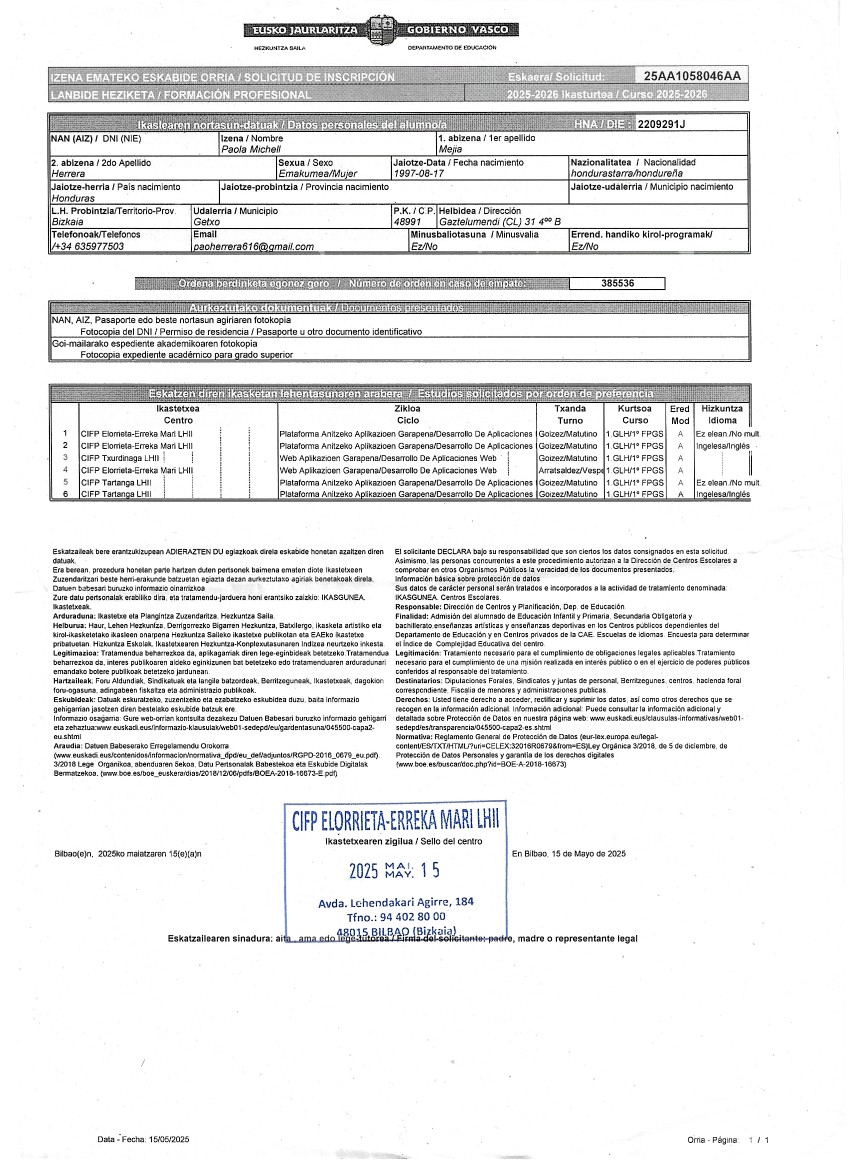 EUSKO JAURLARITZA GOBIERNO VASCO
HEZKUNTZA SAILA DEPARTAMENTO DE EDUCACIÓN
IZENA EMATEKO ESKABIDE ORRIA / SOLICITUD DE INSCRIPCIÓN Eskaera/ Solicitud: 25AA1058046AA
LANBIDE HEZIKETA / FORMACIÓN PROFESIONAL 2025-2026 Ikasturtea / Curso 2025-2026
Ikaslearen nortasun-datuak / Datos personales del alumno/a HNA / DIE : 2209291J
NAN (AIZ) / DNI (NIE) Izena / Nombre 1. abizena / 1er apellido
Paola Michell Mejia
2. abizena / 2do Apellido Sexua / Sexo Jaiotze-Data / Fecha nacimiento Nazionalitatea / Nacionalidad
Herrera Emakumea/Mujer 1997-08-17 hondurastarra/hondureña
Jaiotze-herria / País nacimiento Jaiotze-probintzia / Provincia nacimiento Jaiotze-udalerria / Municipio nacimiento
Honduras
L.H. Probintzia/Territorio-Prov. Udalerria / Municipio P.K. / C.P. Helbidea / Dirección
Bizkaia Getxo 48991 Gaztelumendi (CL) 31 4ºº B
Telefonoak/Telefonos Email Minusbaliotasuna / Minusvalia Errend. handiko kirol-programak/
/+34 635977503 paoherrera616@gmail.com Ez/No Ez/No
Ordena berdinketa egonez gero / Número de orden en caso de empate: 385536
Aurkeztutako dokumentuak / Documentos presentados
NAN, AIZ, Pasaporte edo beste nortasun agiriaren fotokopia
Fotocopia del DNI / Permiso de residencia / Pasaporte u otro documento identificativo
Goi-mailarako espediente akademikoaren fotokopia
Fotocopia expediente académico para grado superior
Eskatzen diren ikasketan lehentasunaren arabera / Estudios solicitados por orden de preferencia
Ikastetxea Zikloa Txanda Kurtsoa Ered Hizkuntza
Centro Ciclo Turno Curso Mod Idioma
1 CIFP Elorrieta-Erreka Mari LHII Plataforma Anitzeko Aplikazioen Garapena/Desarrollo De Aplicaciones Goizez/Matutino 1.GLH/1º FPGS A Ez elean./No mult.
2 CIFP Elorrieta-Erreka Mari LHII Plataforma Anitzeko Aplikazioen Garapena/Desarrollo De Aplicaciones Goizez/Matutino 1.GLH/1º FPGS A Ingelesa/Inglés
3 CIFP Txurdinaga LHII Web Aplikazioen Garapena/Desarrollo De Aplicaciones Web Goizez/Matutino 1.GLH/1º FPGS A
4 CIFP Elorrieta-Erreka Mari LHII Web Aplikazioen Garapena/Desarrollo De Aplicaciones Web Arratsaldez/Vespe 1.GLH/1º FPGS A
5 CIFP Tartanga LHII Plataforma Anitzeko Aplikazioen Garapena/Desarrollo De Aplicaciones Goizez/Matutino 1.GLH/1º FPGS A Ez elean./No mult.
6 CIFP Tartanga LHII Plataforma Anitzeko Aplikazioen Garapena/Desarrollo De Aplicaciones Goizez/Matutino 1.GLH/1º FPGS A Ingelesa/Inglés
Eskatzaileak bere erantzukizupean ADIERAZTEN DU egiazkoak direla eskabide honetan azaltzen diren
datuak.
Era berean, prozedura honetan parte hartzen duten pertsonek baimena ematen diote Ikastetxeen
Zuzendaritzari beste herri-erakunde batzuetan egiazta dezan aurkeztutako agiriak benetakoak direla.
Datuen babesari buruzko informazio oinarrizkoa
Zure datu pertsonalak erabiliko dira, eta tratamendu-jarduera honi erantsiko zaizkio: IKASGUNEA.
Ikastetxeak.
Arduraduna: Ikastetxe eta Plangintza Zuzendaritza. Hezkuntza Saila.
Helburua: Haur, Lehen Hezkuntza, Derrigorrezko Bigarren Hezkuntza, Batxilergo, ikasketa artistiko eta
kirol-ikasketetako ikasleen onarpena Hezkuntza Saileko ikastetxe publikotan eta EAEko ikastetxe
pribatuetan. Hizkuntza Eskolak. Ikastetxearen Hezkuntza-Konplexutasunaren Indizea neurtzeko inkesta.
Legitimazioa: Tratamendua beharrezkoa da, aplikagarriak diren lege-eginbideak betetzeko.Tratamendua
beharrezkoa da, interes publikoaren aldeko eginkizunen bat betetzeko edo tratamenduaren arduradunari
emandako botere publikoak betetzeko jardunean.
Hartzaileak: Foru Aldundiak, Sindikatuak eta langile batzordeak, Berritzeguneak, Ikastetxeak, dagokion
foru-ogasuna, adingabeen fiskaltza eta administrazio publikoak.
Eskubideak: Datuak eskuratzeko, zuzentzeko eta ezabatzeko eskubidea duzu, baita informazio
gehigarrian jasotzen diren bestelako eskubide batzuk ere.
Informazio osagarria: Gure web-orrian kontsulta dezakezu Datuen Babesari buruzko informazio gehigarri
eta zehaztua:www.euskadi.eus/informazio-klausulak/web01-sedepd/eu/gardentasuna/045500-capa2-
eu.shtml
Araudia: Datuen Babeserako Erregelamendu Orokorra
(www.euskadi.eus/contenidos/informacion/normativa_dpd/eu_def/adjuntos/RGPD-2016_0679_eu.pdf).
3/2018 Lege Organikoa, abenduaren 5ekoa, Datu Pertsonalak Babestekoa eta Eskubide Digitalak
Bermatzekoa. (www.boe.es/boe_euskera/dias/2018/12/06/pdfs/BOEA-2018-16673-E.pdf)
El solicitante DECLARA bajo su responsabilidad que son ciertos los datos consignados en esta solicitud.
Asimismo, las personas concurrentes a este procedimiento autorizan a la Dirección de Centros Escolares a
comprobar en otros Organismos Públicos la veracidad de los documentos presentados.
Información básica sobre protección de datos
Sus datos de carácter personal serán tratados e incorporados a la actividad de tratamiento denominada:
IKASGUNEA. Centros Escolares.
Responsable: Dirección de Centros y Planificación, Dep. de Educación.
Finalidad: Admisión del alumnado de Educación Infantil y Primaria, Secundaria Obligatoria y
bachillerato enseñanzas artísticas y enseñanzas deportivas en los Centros públicos dependientes del
Departamento de Educación y en Centros privados de la CAE. Escuelas de idiomas. Encuesta para determinar
el Índice de Complejidad Educativa del centro.
Legitimación: Tratamiento necesario para el cumplimiento de obligaciones legales aplicables.Tratamiento
necesario para el cumplimiento de una misión realizada en interés público o en el ejercicio de poderes públicos
conferidos al responsable del tratamiento.
Destinatarios: Diputaciones Forales, Sindicatos y juntas de personal, Berritzegunes, centros, hacienda foral
correspondiente, Fiscalia de menores y administraciones publicas.
Derechos: Usted tiene derecho a acceder, rectificar y suprimir los datos, así como otros derechos que se
recogen en la información adicional. Información adicional: Puede consultar la información adicional y
detallada sobre Protección de Datos en nuestra página web: www.euskadi.eus/clausulas-informativas/web01-
sedepd/es/transparencia/045500-capa2-es.shtml
Normativa: Reglamento General de Protección de Datos (eur-lex.europa.eu/legal-
content/ES/TXT/HTML/?uri=CELEX:32016R0679&from=ES)Ley Orgánica 3/2018, de 5 de diciembre, de
Protección de Datos Personales y garantía de los derechos digitales
(www.boe.es/buscar/doc.php?id=BOE-A-2018-16673)
CIFP ELORRIETA-ERREKA MARI LHII
Ikastetxearen zigilua / Sello del centro
Bilbao(e)n, 2025ko maiatzaren 15(e)(a)n En Bilbao, 15 de Mayo de 2025
2025 MAI. MAY. 15
Avda. Lehendakari Agirre, 184
Tfno.: 94 402 80 00
48015 BILBAO (Bizkaia)
Eskatzailearen sinadura: aita , ama edo lege-tutorea / Firma del solicitante: padre, madre o representante legal
Data - Fecha: 15/05/2025 Orria - Página: 1 / 1